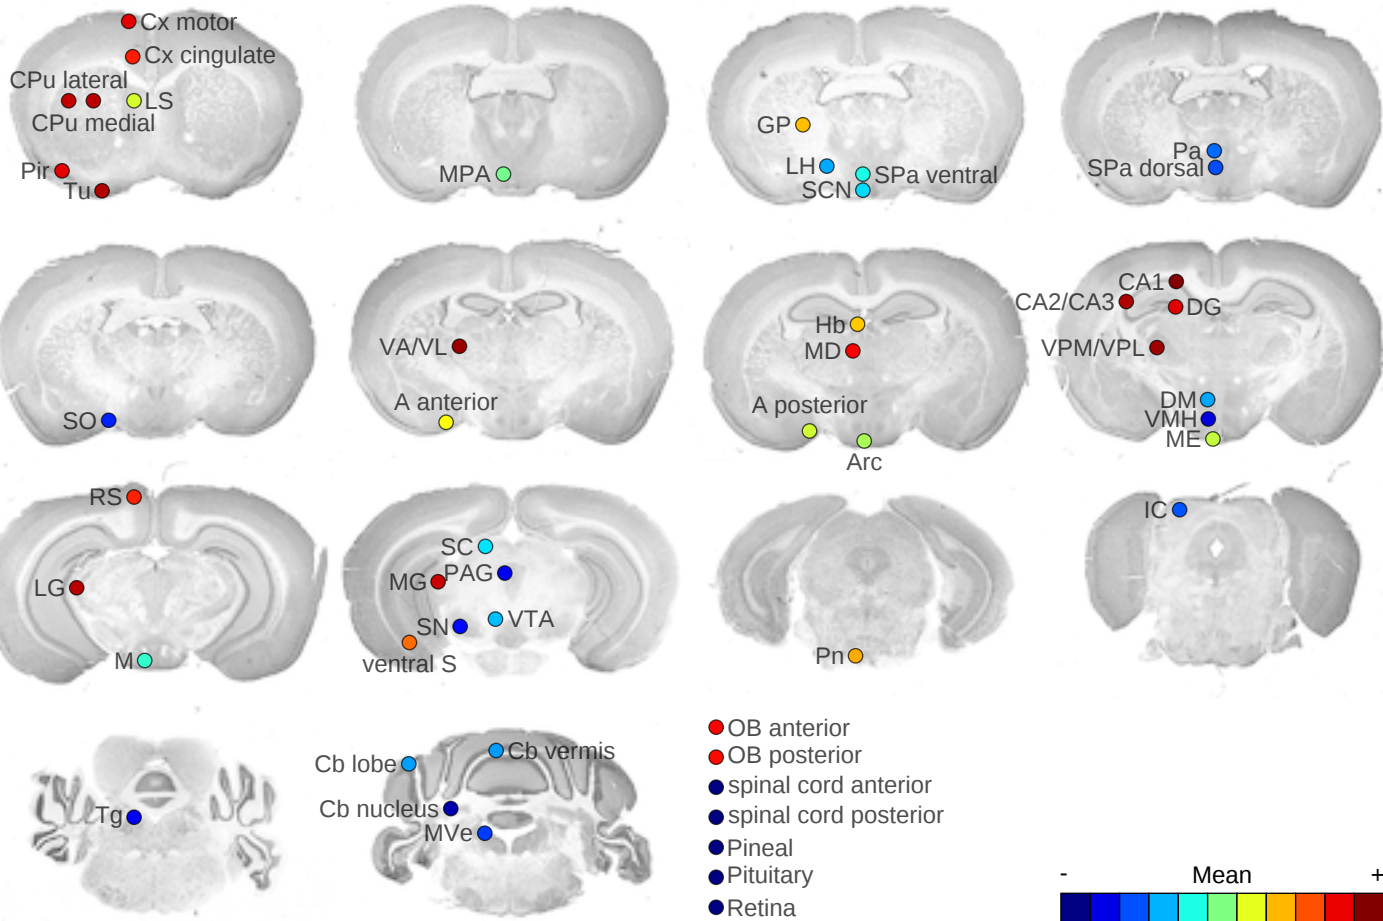 Cx motor
Cx cingulate
CPu lateral
LS
CPu medial
Pir
Tu
MPA
GP
LH
SPa ventral
SCN
Pa
SPa dorsal
SO
VA/VL
A anterior
Hb
MD
A posterior
Arc
CA1
CA2/CA3
DG
VPM/VPL
DM
VMH
ME
RS
LG
M
SC
MG
PAG
SN
VTA
ventral S
Pn
IC
Tg
Cb lobe
Cb vermis
Cb nucleus
MVe
OB anterior
OB posterior
spinal cord anterior
spinal cord posterior
Pineal
Pituitary
Retina
- Mean +